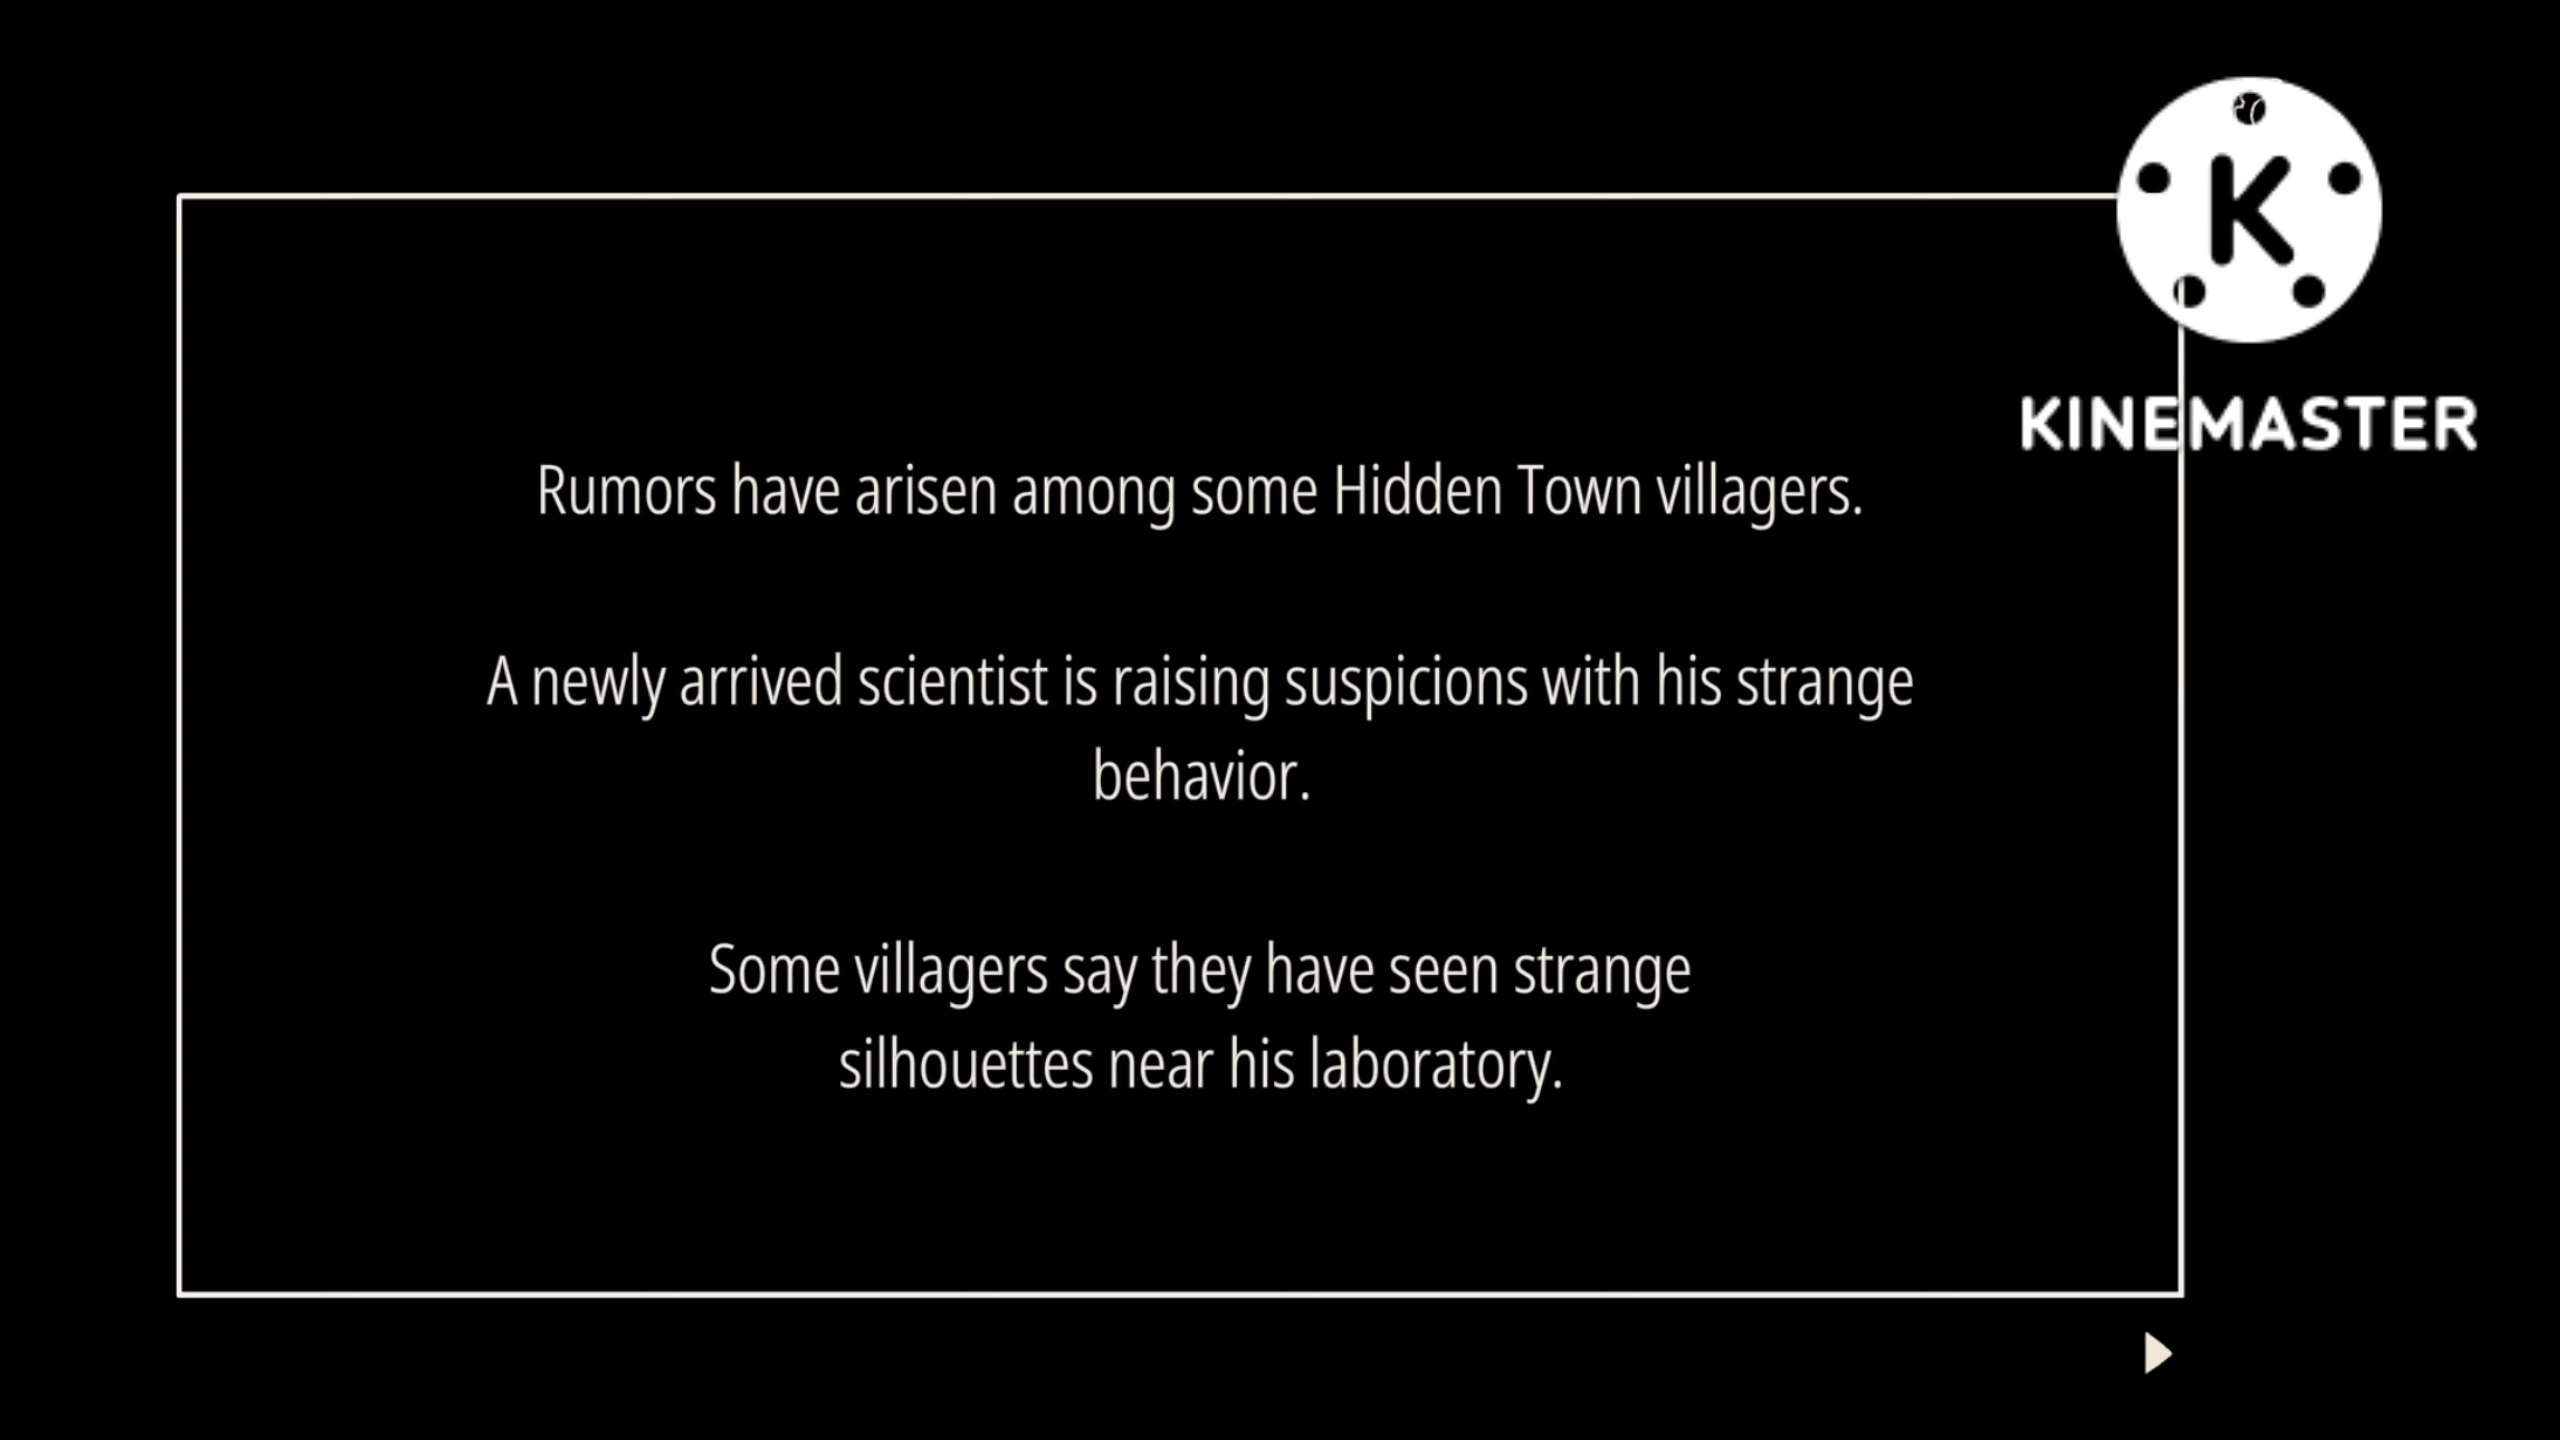 K
KINEMASTER
Rumors have arisen among some Hidden Town villagers.
A newly arrived scientist is raising suspicions with his strange
behavior.
Some villagers say they have seen strange
silhouettes near his laboratory.